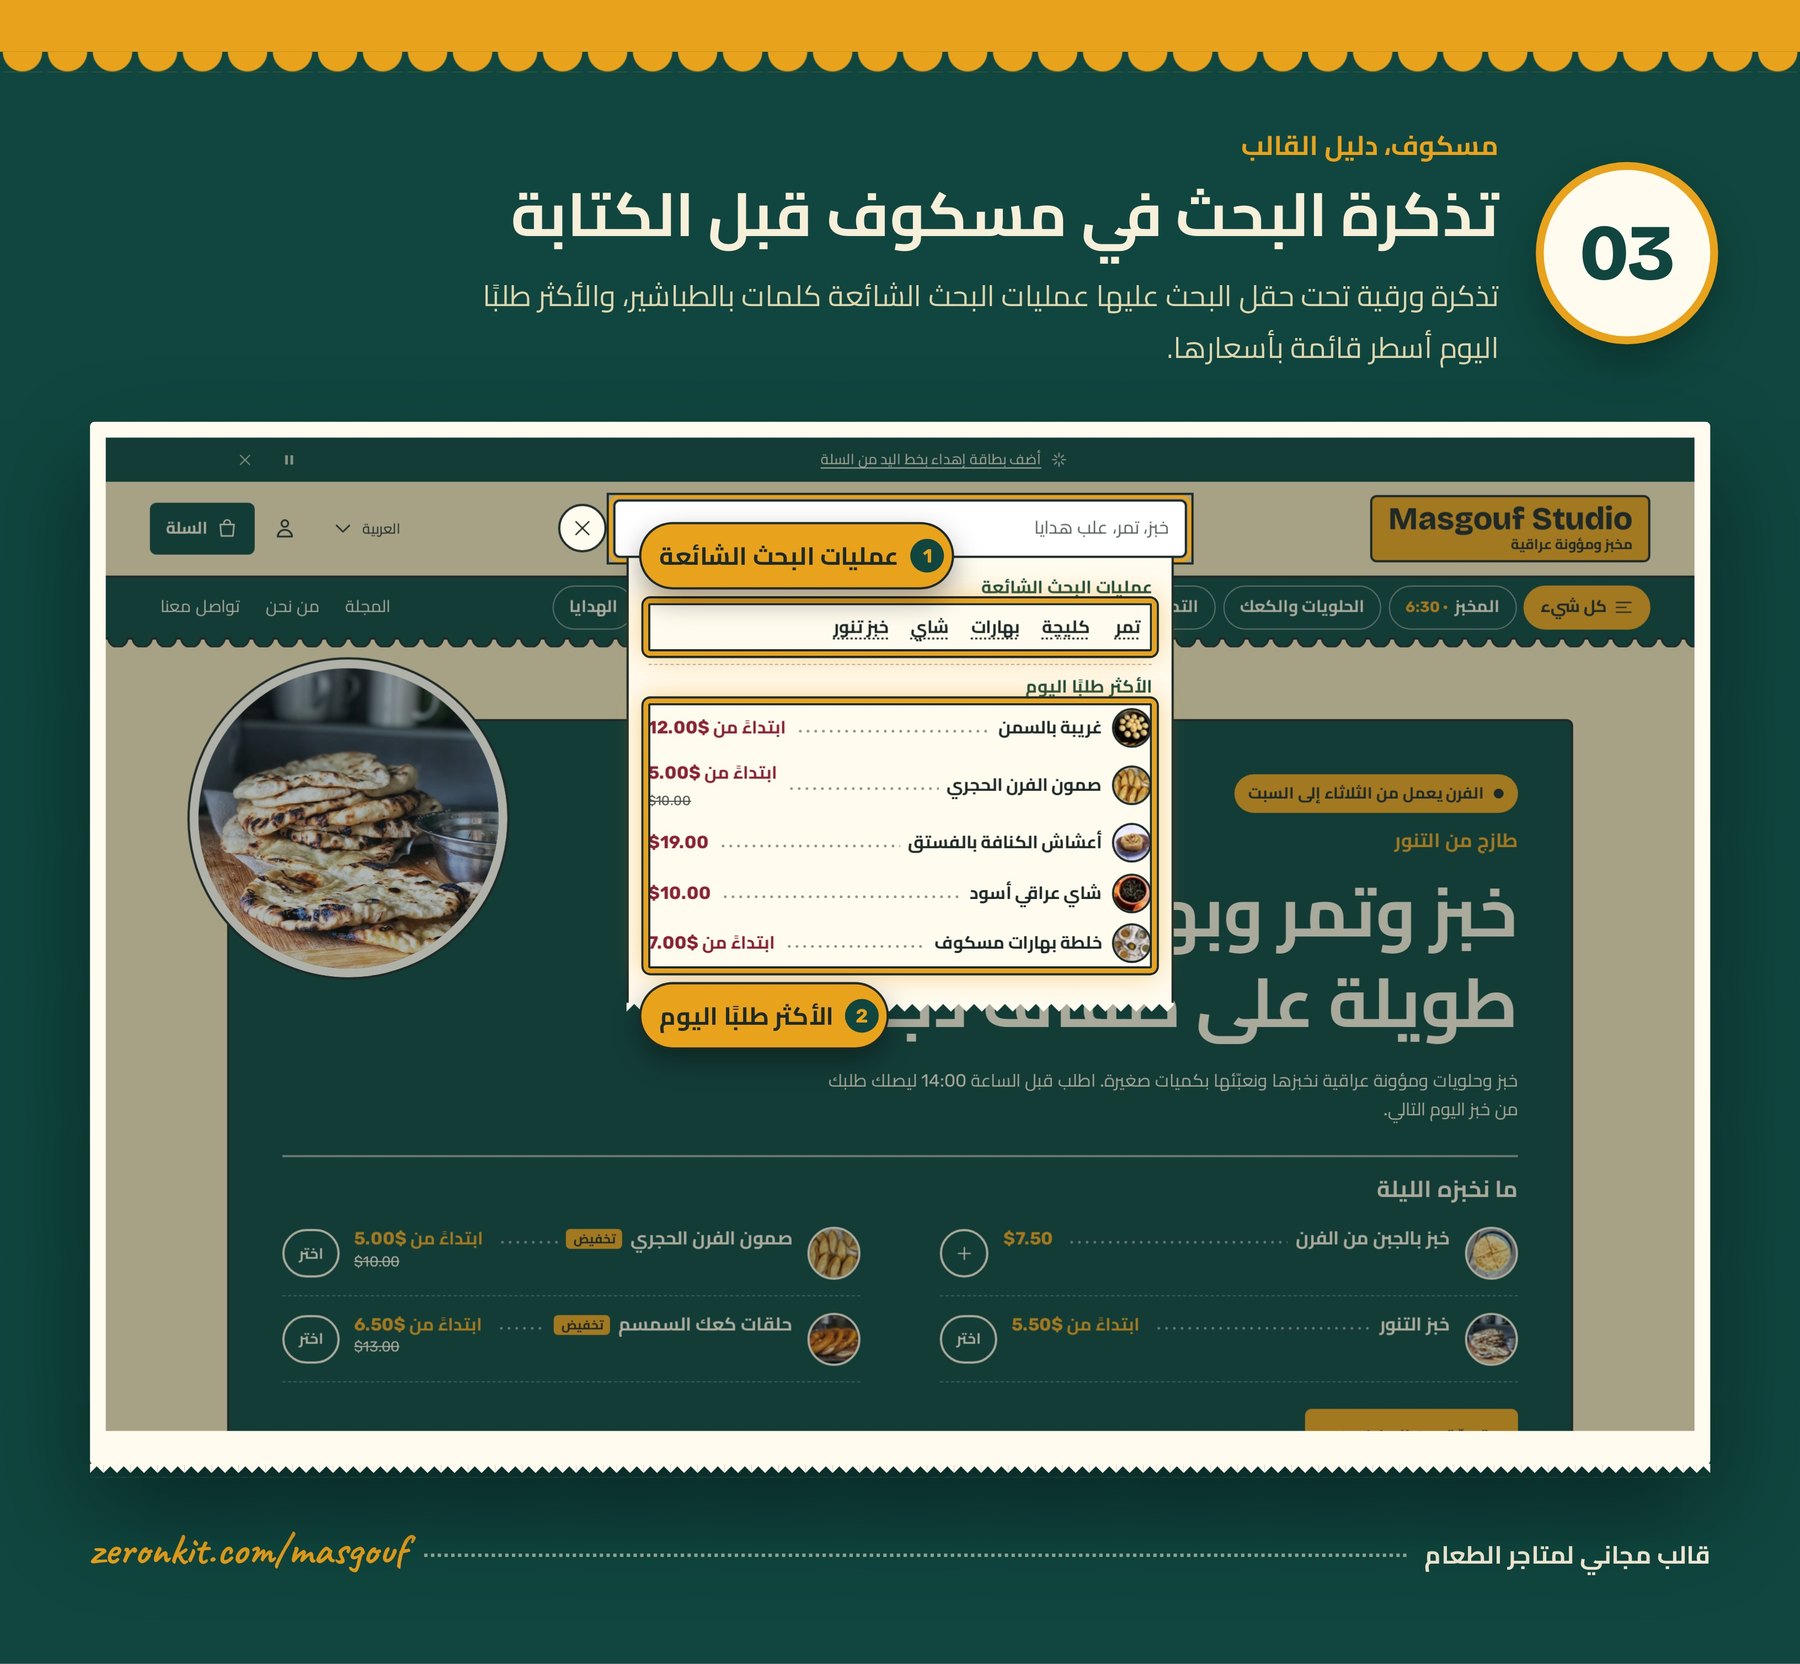 مسكوف، دليل القالب
03
تذكرة البحث في مسكوف قبل الكتابة
تذكرة ورقية تحت حقل البحث عليها عمليات البحث الشائعة كلمات بالطباشير، والأكثر طلبًا
اليوم أسطر قائمة بأسعارها.
أضف بطاقة إهداء بخط اليد من السلة
Masgouf Studio
مخبز ومؤونة عراقية
خبز، تمر، علب هدايا
العربية
السلة
1 عمليات البحث الشائعة
كل شيء
المخبز · 6:30
الحلويات والكعك
الهدايا
المجلة
من نحن
تواصل معنا
عمليات البحث الشائعة
تمر كليجة بهارات شاي خبز تنور
الأكثر طلبًا اليوم
غريبة بالسمن ابتداءً من $12.00
صمون الفرن الحجري ابتداءً من $5.00
$10.00
أعشاش الكنافة بالفستق $19.00
شاي عراقي أسود $10.00
خلطة بهارات مسكوف ابتداءً من $7.00
2 الأكثر طلبًا اليوم
الفرن يعمل من الثلاثاء إلى السبت
طازج من التنور
خبز وتمر
طويلة على
خبز وحلويات ومؤونة عراقية نخبزها ونعبّئها بكميات صغيرة. اطلب قبل الساعة 14:00 ليصلك طلبك
من خبز اليوم التالي.
ما نخبزه الليلة
خبز بالجبن من الفرن $7.50
صمون الفرن الحجري تخفيض ابتداءً من $5.00 اختر
$10.00
خبز التنور ابتداءً من $5.50 اختر
حلقات كعك السمسم تخفيض ابتداءً من $6.50 اختر
$13.00
قالب مجاني لمتاجر الطعام
zeronkit.com/masgouf